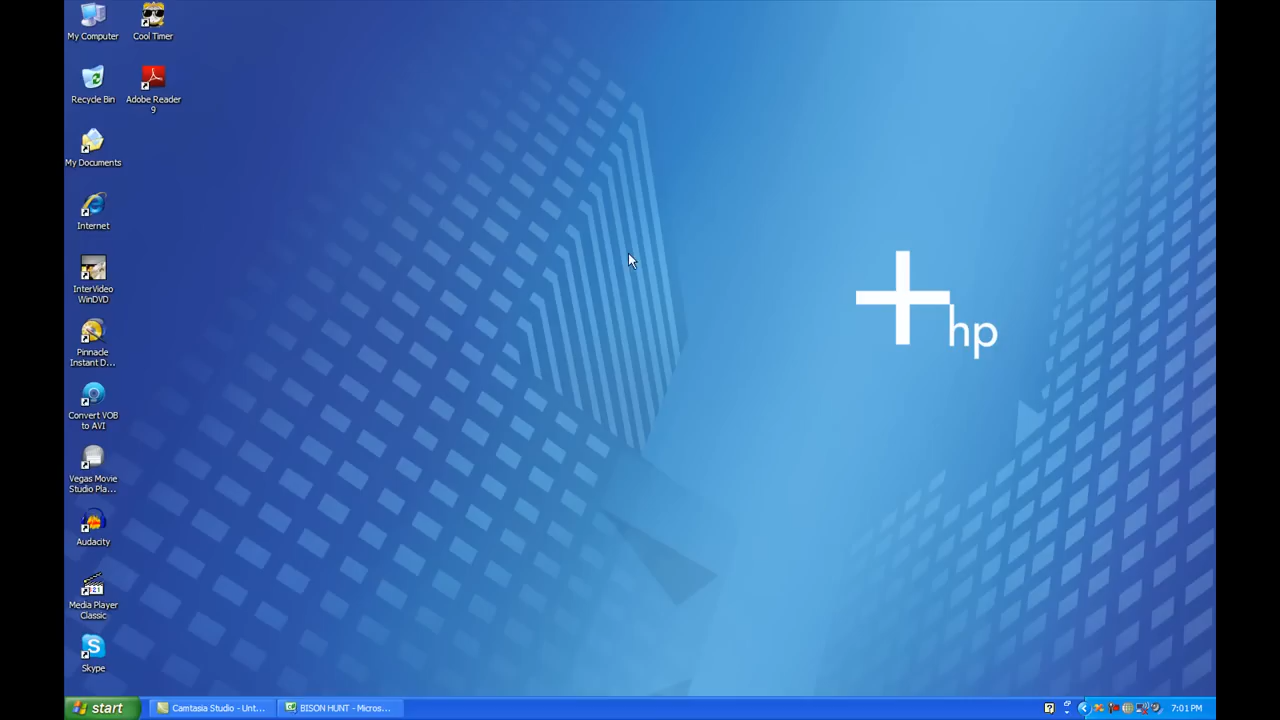 My Computer
Cool Timer
Recycle Bin
Adobe Reader
9
My Documents
Internet
InterVideo
WinDVD
Pinnacle
Instant D...
Convert VOB
to AVI
Vegas Movie
Studio Pla...
Audacity
Media Player
Classic
Skype
hp
start
Camtasia Studio - Unt...
BISON HUNT - Micros...
7:01 PM